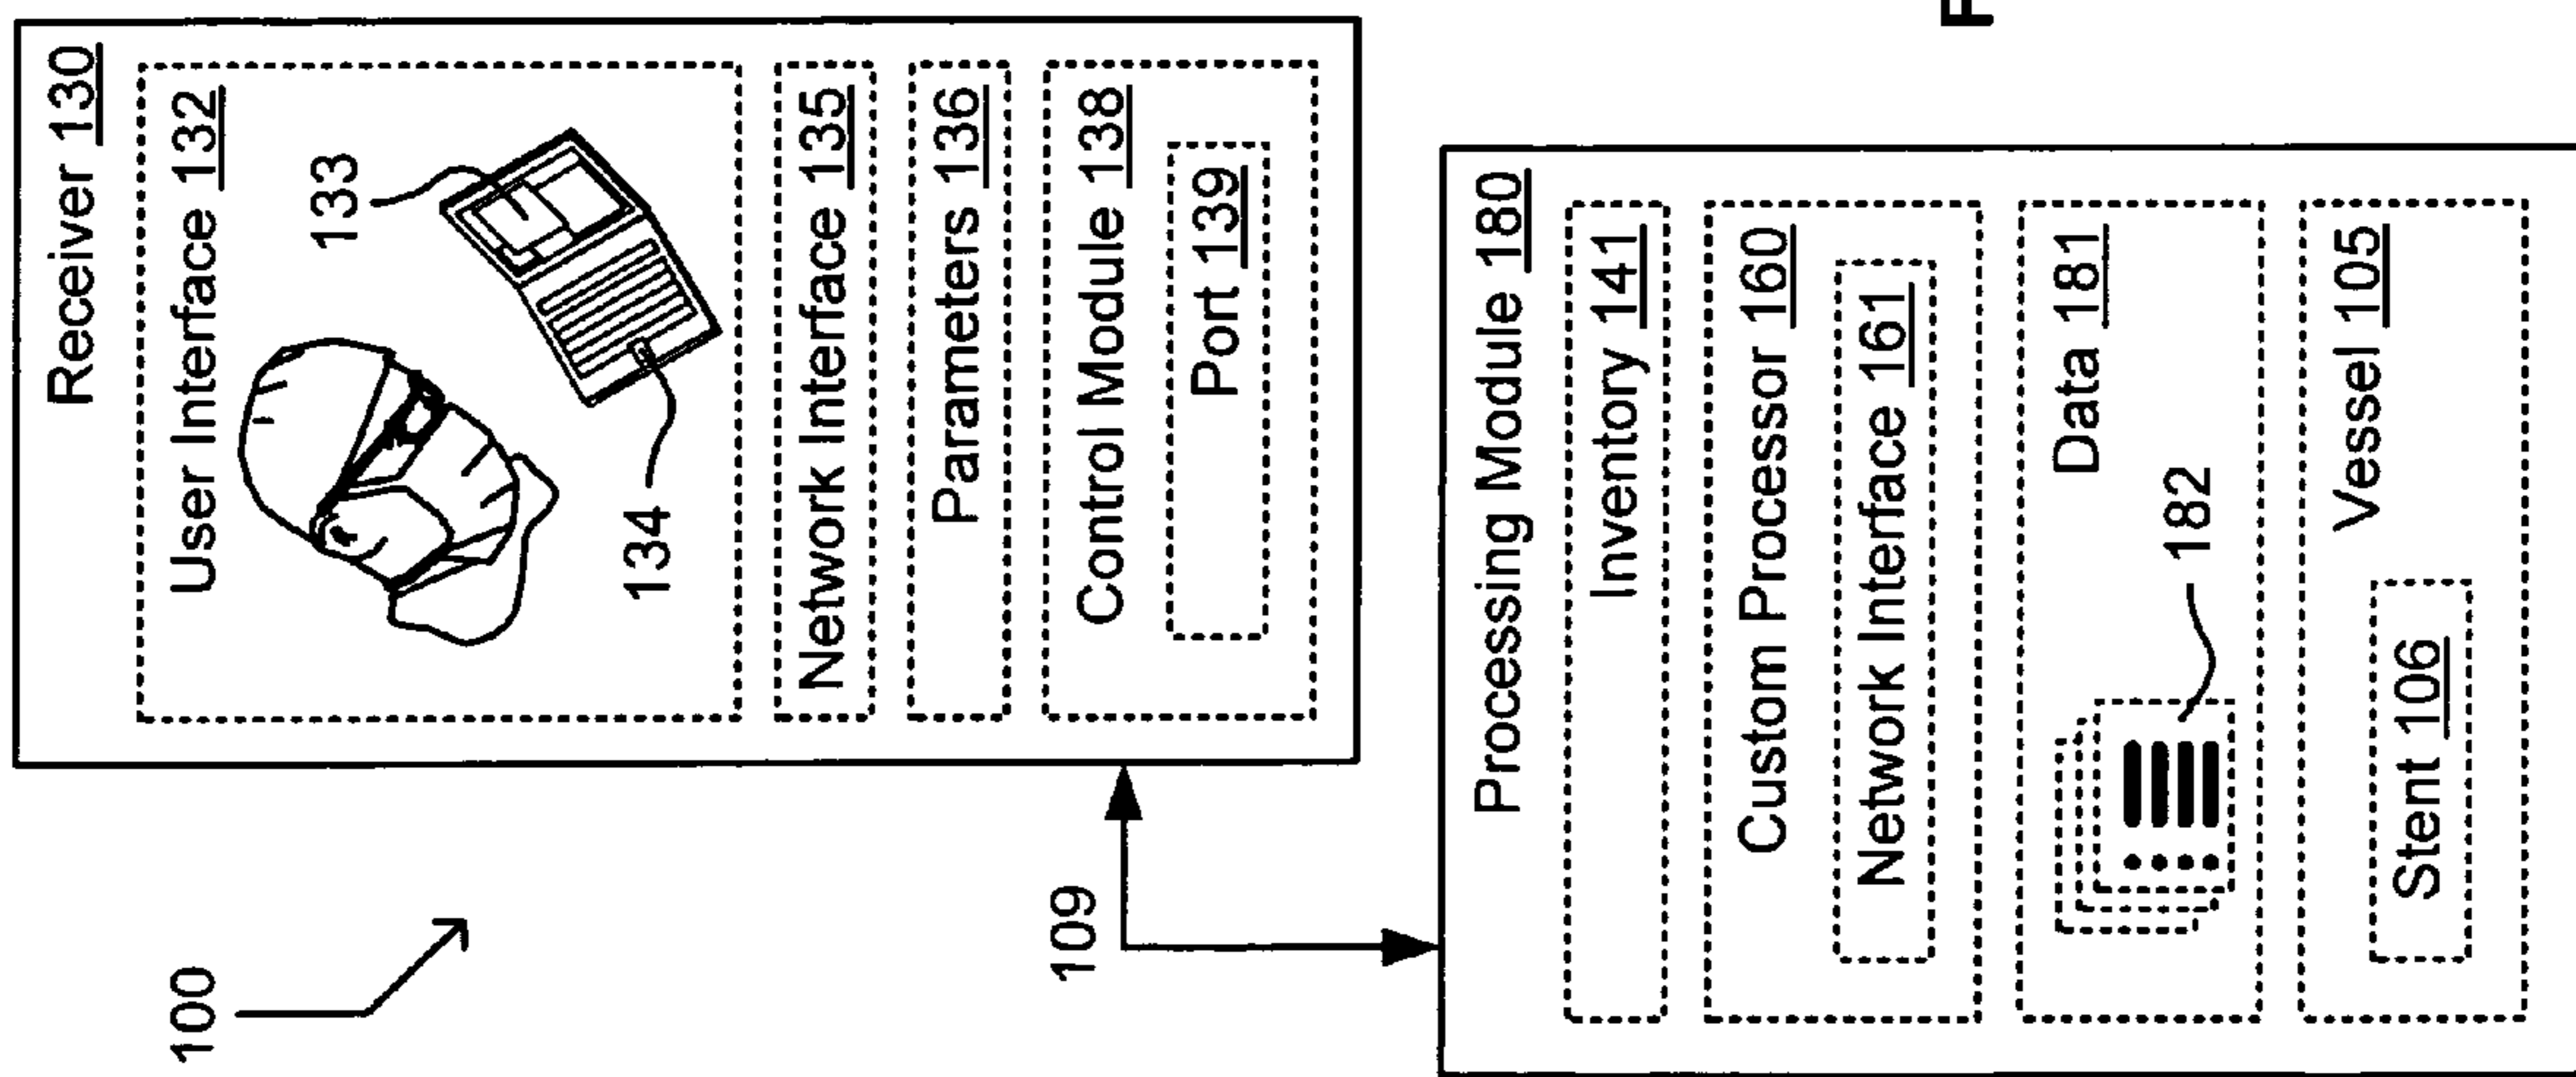 100
Receiver 130
User Interface 132
133
134
Network Interface 135
Parameters 136
Control Module 138
Port 139
109
Processing Module 180
Inventory 141
Custom Processor 160
Network Interface 161
Data 181
182
Vessel 105
Stent 106